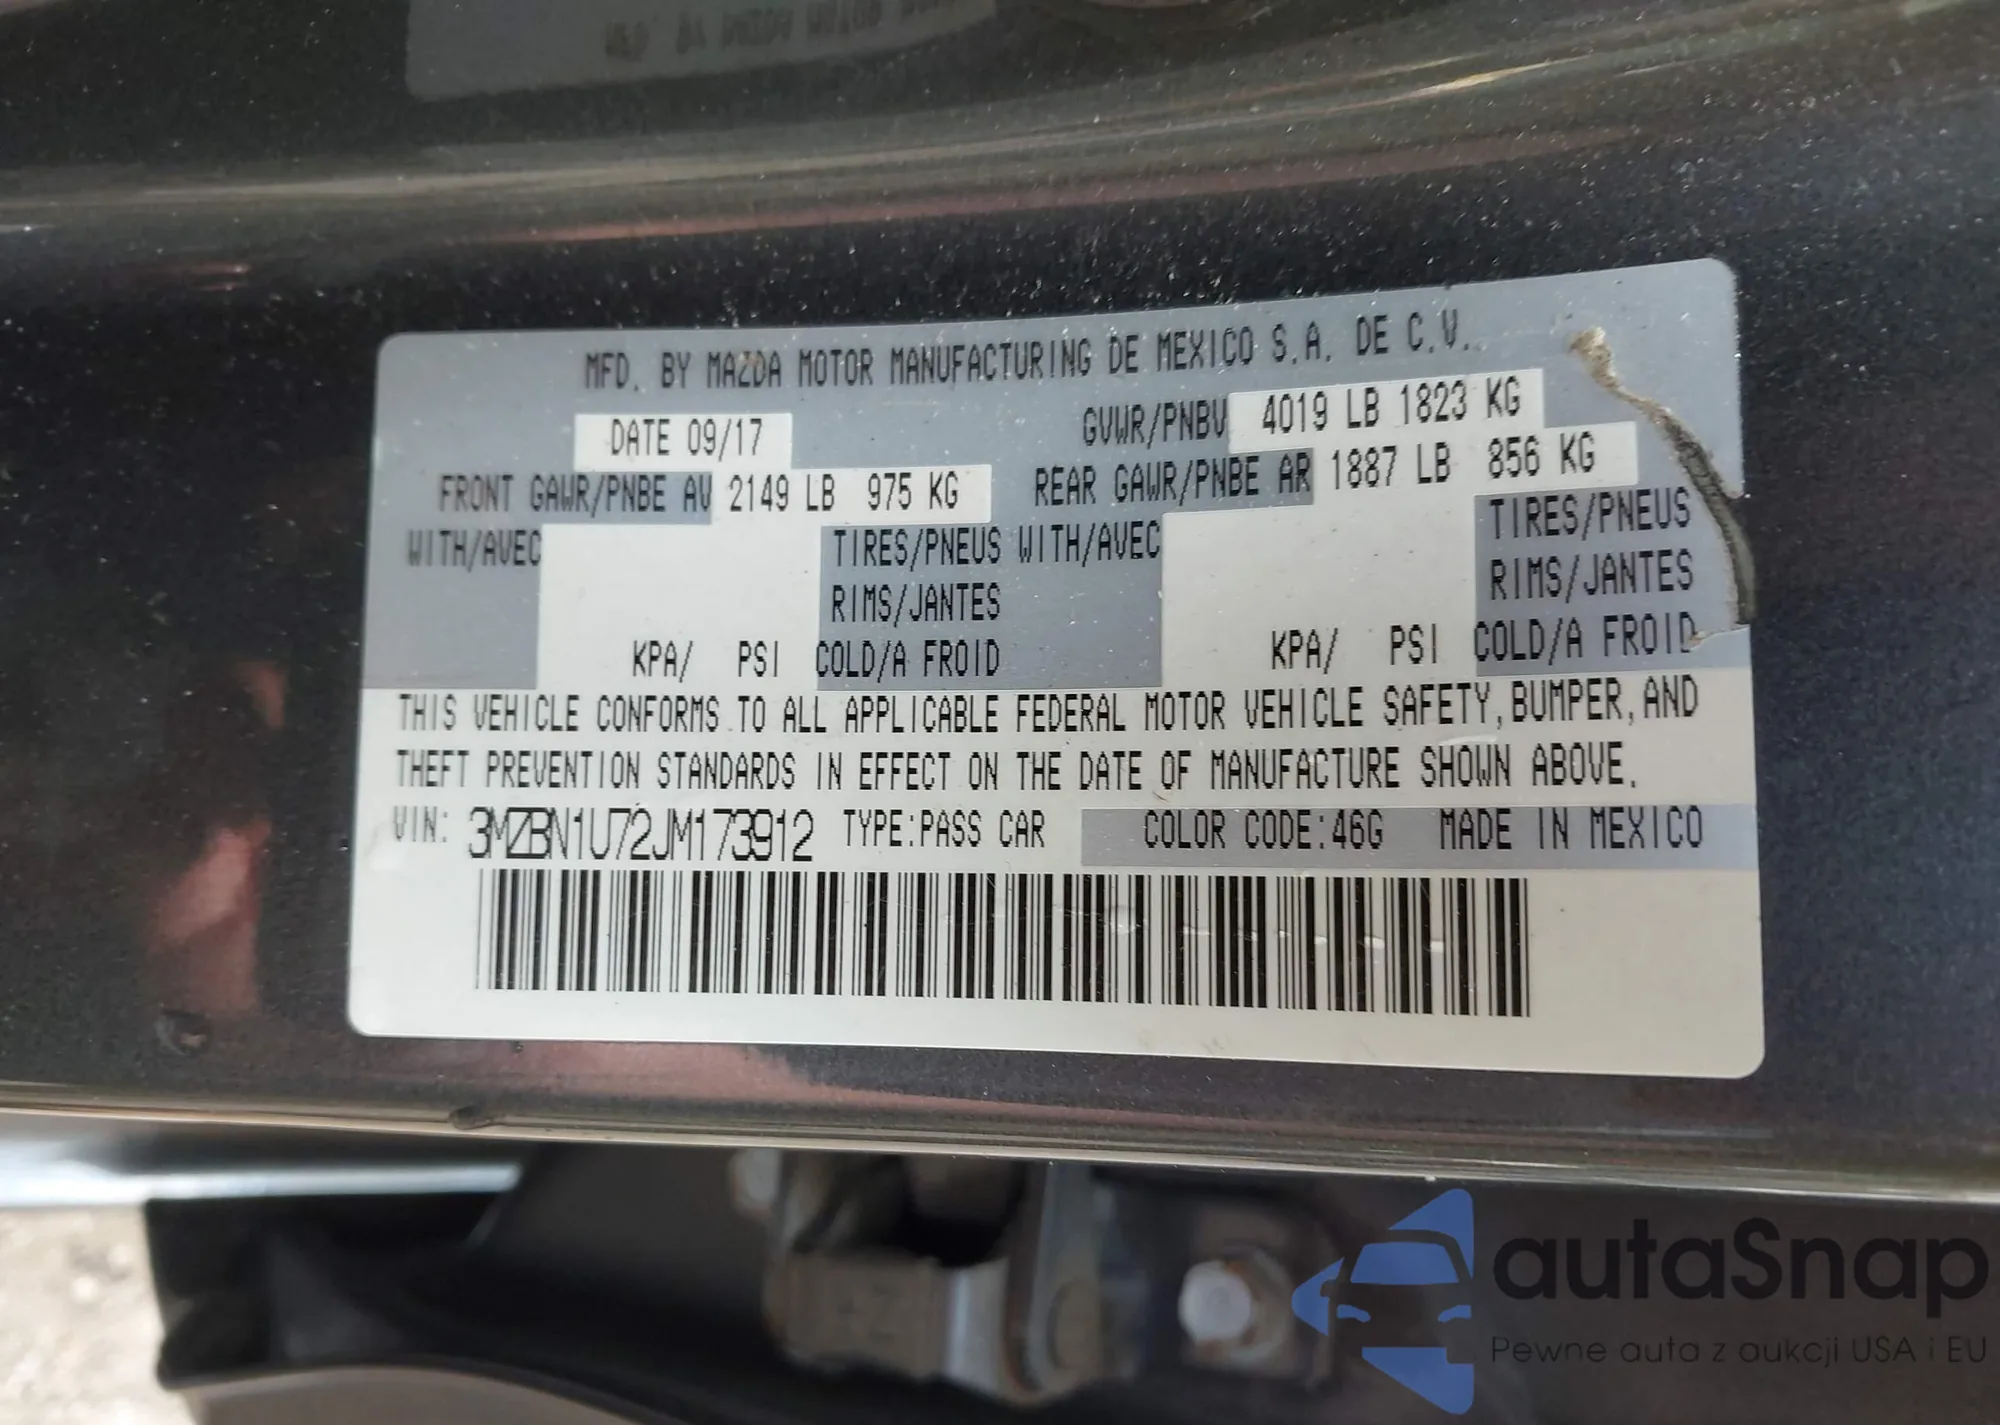 MFD. BY MAZDA MOTOR MANUFACTURING DE MEXICO S.A. DE C.V.
DATE 09/17 GVWR/PNBV 4019 LB 1823 KG
FRONT GAWR/PNBE AV 2149 LB 975 KG REAR GAWR/PNBE AR 1887 LB 856 KG
WITH/AVEC TIRES/PNEUS WITH/AVEC TIRES/PNEUS
RIMS/JANTES RIMS/JANTES
KPA/ PSI COLD/A FROID KPA/ PSI COLD/A FROID
THIS VEHICLE CONFORMS TO ALL APPLICABLE FEDERAL MOTOR VEHICLE SAFETY, BUMPER, AND
THEFT PREVENTION STANDARDS IN EFFECT ON THE DATE OF MANUFACTURE SHOWN ABOVE.
VIN: 3MZBN1U72JM173912 TYPE:PASS CAR COLOR CODE:46G MADE IN MEXICO
autaSnap
Pewne auta z aukcji USA i EU